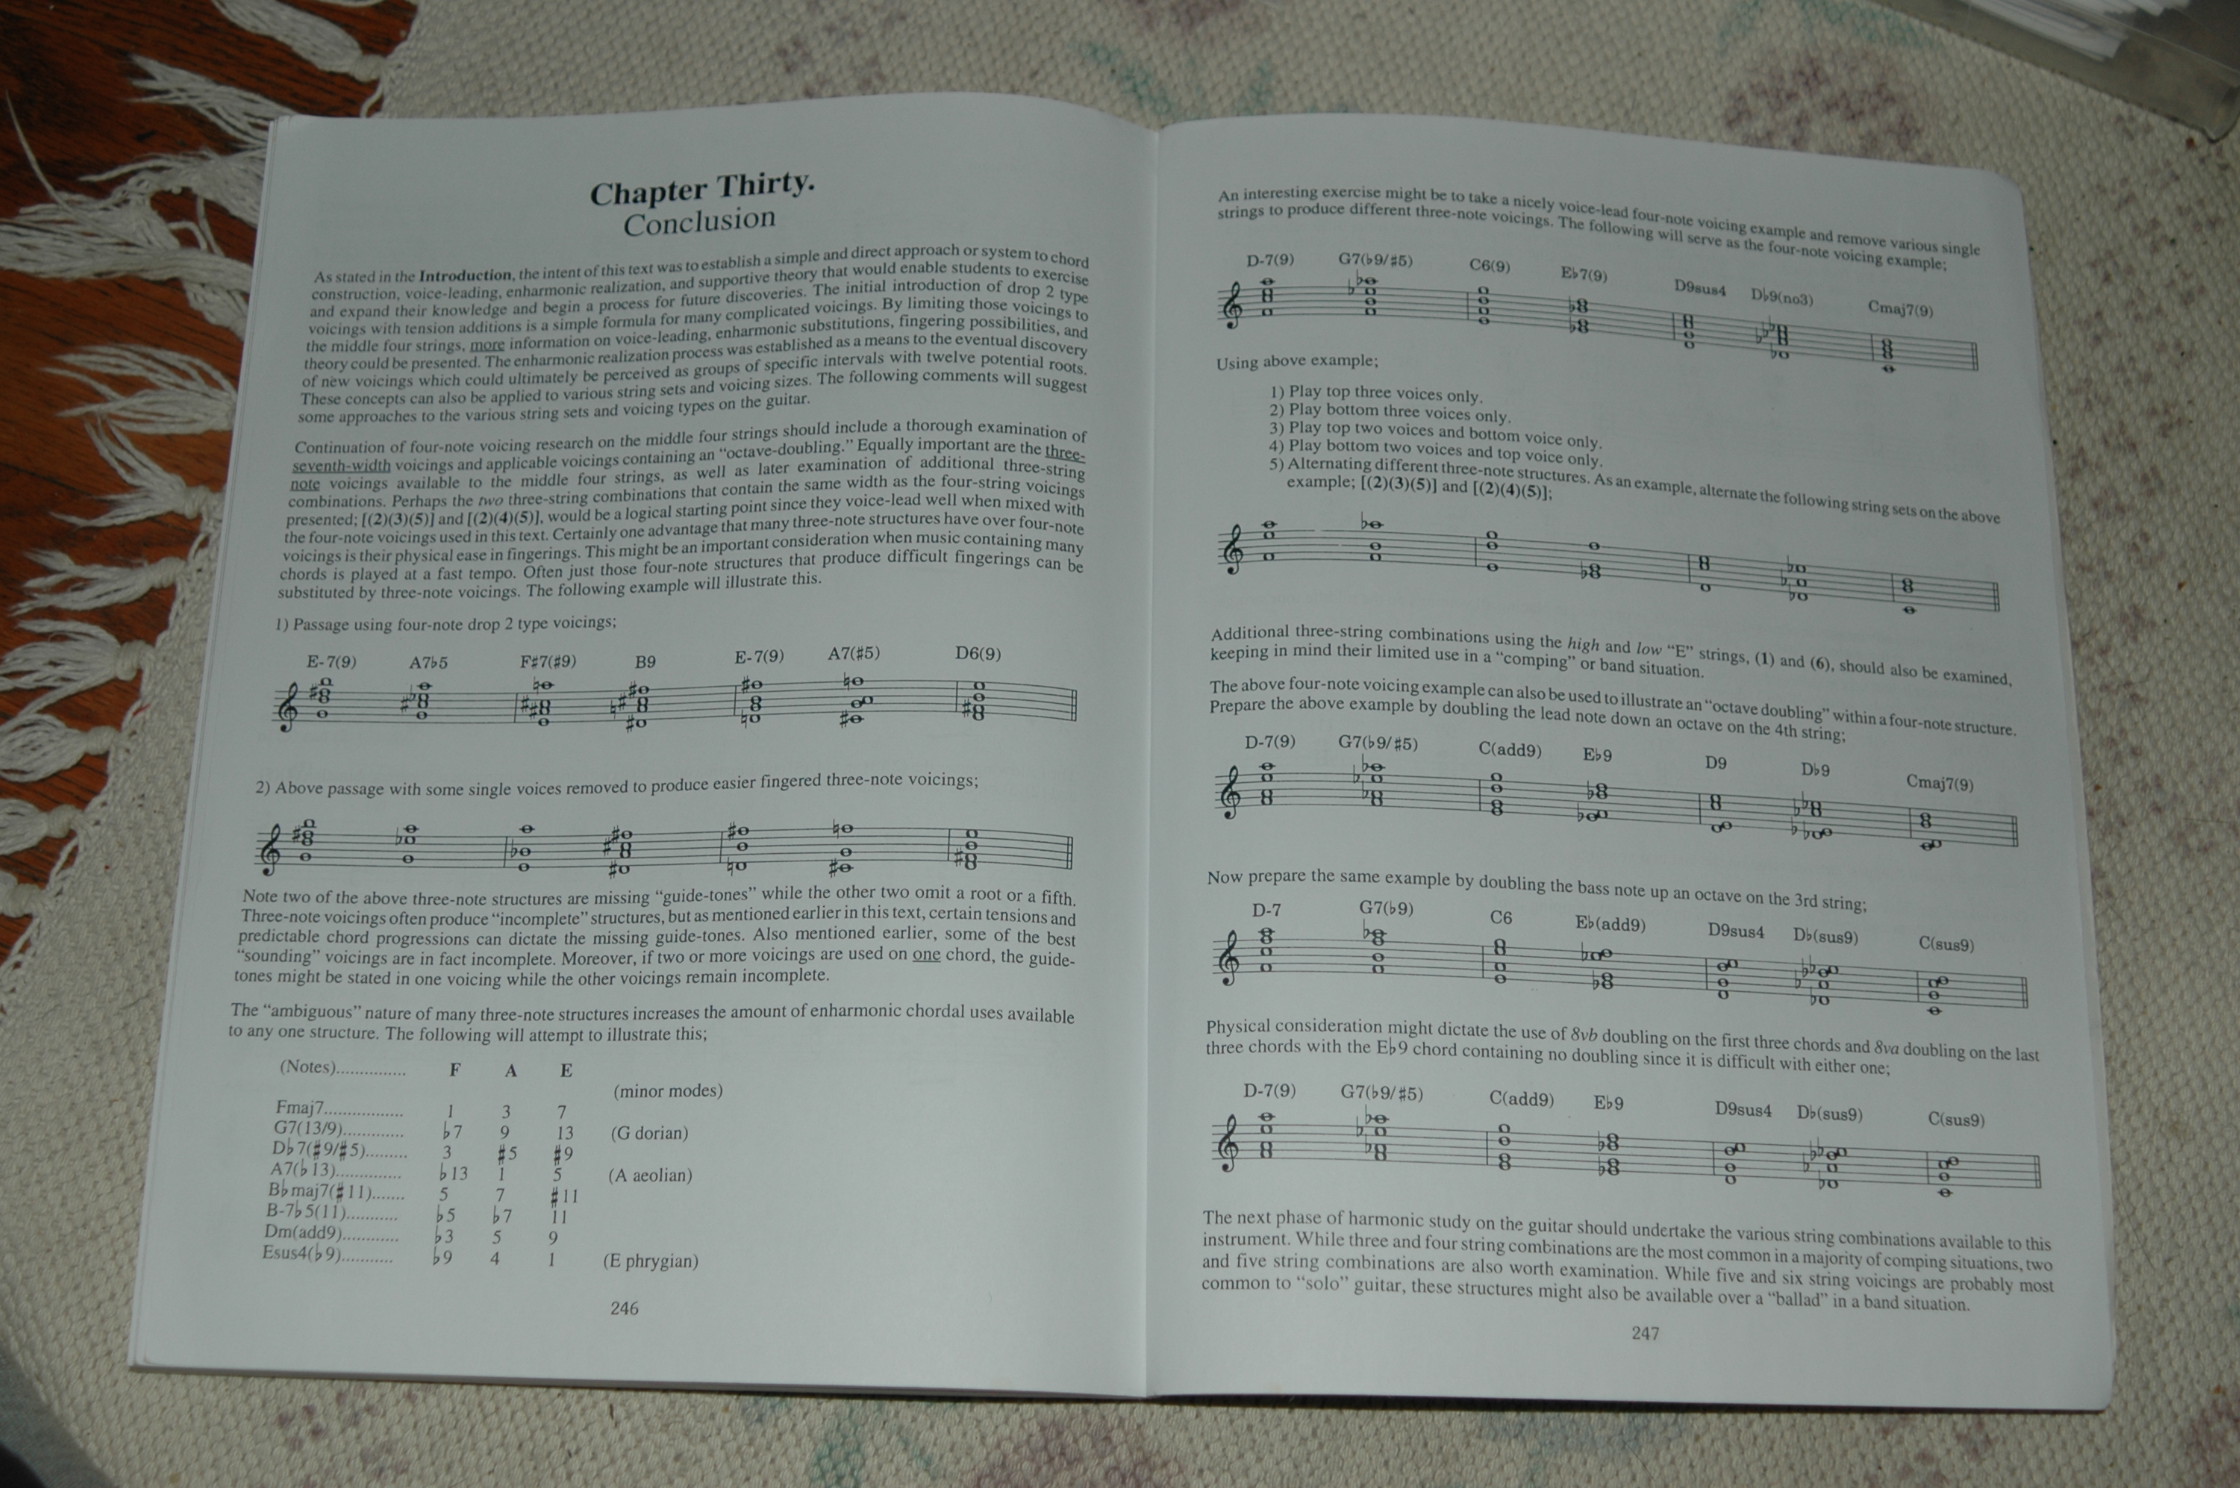 Chapter Thirty.
Conclusion
As stated in the Introduction, the intent of this text was to establish a simple and direct approach or system to chord
construction, voice-leading, enharmonic realization, and supportive theory that would enable students to exercise
and expand their knowledge and begin a process for future discoveries. The initial introduction of drop 2 type
voicings with tension additions is a simple formula for many complicated voicings. By limiting those voicings to
the middle four strings, more information on voice-leading, enharmonic substitutions, fingering possibilities, and
theory could be presented. The enharmonic realization process was established as a means to the eventual discovery
of new voicings which could ultimately be perceived as groups of specific intervals with twelve potential roots.
These concepts can also be applied to various string sets and voicing sizes. The following comments will suggest
some approaches to the various string sets and voicing types on the guitar.
Continuation of four-note voicing research on the middle four strings should include a thorough examination of
seventh-width voicings and applicable voicings containing an “octave-doubling.” Equally important are the three-
note voicings available to the middle four strings, as well as later examination of additional three-string
combinations. Perhaps the two three-string combinations that contain the same width as the four-string voicings
presented; [(2)(3)(5)] and [(2)(4)(5)], would be a logical starting point since they voice-lead well when mixed with
the four-note voicings used in this text. Certainly one advantage that many three-note structures have over four-note
voicings is their physical ease in fingerings. This might be an important consideration when music containing many
chords is played at a fast tempo. Often just those four-note structures that produce difficult fingerings can be
substituted by three-note voicings. The following example will illustrate this.
1) Passage using four-note drop 2 type voicings;
E-7(9) A7♭5 F♯7(♯9) B9 E-7(9) A7(♯5) D6(9)
2) Above passage with some single voices removed to produce easier fingered three-note voicings;
Note two of the above three-note structures are missing “guide-tones” while the other two omit a root or a fifth.
Three-note voicings often produce “incomplete” structures, but as mentioned earlier in this text, certain tensions and
predictable chord progressions can dictate the missing guide-tones. Also mentioned earlier, some of the best
“sounding” voicings are in fact incomplete. Moreover, if two or more voicings are used on one chord, the guide-
tones might be stated in one voicing while the other voicings remain incomplete.
The “ambiguous” nature of many three-note structures increases the amount of enharmonic chordal uses available
to any one structure. The following will attempt to illustrate this;
(Notes)............... F A E
(minor modes)
Fmaj7................. 1 3 7
G7(13/9)............. ♭7 9 13 (G dorian)
D♭7(♯9/♯5)......... 3 ♯5 ♯9
A7(♭13).............. ♭13 1 5 (A aeolian)
B♭maj7(♯11)....... 5 7 ♯11
B-7♭5(11)........... ♭5 ♭7 11
Dm(add9)............ ♭3 5 9
Esus4(♭9)........... ♭9 4 1 (E phrygian)
246
An interesting exercise might be to take a nicely voice-lead four-note voicing example and remove various single
strings to produce different three-note voicings. The following will serve as the four-note voicing example;
D-7(9) G7(♭9/♯5) C6(9) E♭7(9) D9sus4 D♭9(no3) Cmaj7(9)
Using above example;
1) Play top three voices only.
2) Play bottom three voices only.
3) Play top two voices and bottom voice only.
4) Play bottom two voices and top voice only.
5) Alternating different three-note structures. As an example, alternate the following string sets on the above
example; [(2)(3)(5)] and [(2)(4)(5)];
Additional three-string combinations using the high and low “E” strings, (1) and (6), should also be examined,
keeping in mind their limited use in a “comping” or band situation.
The above four-note voicing example can also be used to illustrate an “octave doubling” within a four-note structure.
Prepare the above example by doubling the lead note down an octave on the 4th string;
D-7(9) G7(♭9/♯5) C(add9) E♭9 D9 D♭9 Cmaj7(9)
Now prepare the same example by doubling the bass note up an octave on the 3rd string;
D-7 G7(♭9) C6 E♭(add9) D9sus4 D♭(sus9) C(sus9)
Physical consideration might dictate the use of 8vb doubling on the first three chords and 8va doubling on the last
three chords with the E♭9 chord containing no doubling since it is difficult with either one;
D-7(9) G7(♭9/♯5) C(add9) E♭9 D9sus4 D♭(sus9) C(sus9)
The next phase of harmonic study on the guitar should undertake the various string combinations available to this
instrument. While three and four string combinations are the most common in a majority of comping situations, two
and five string combinations are also worth examination. While five and six string voicings are probably most
common to “solo” guitar, these structures might also be available over a “ballad” in a band situation.
247